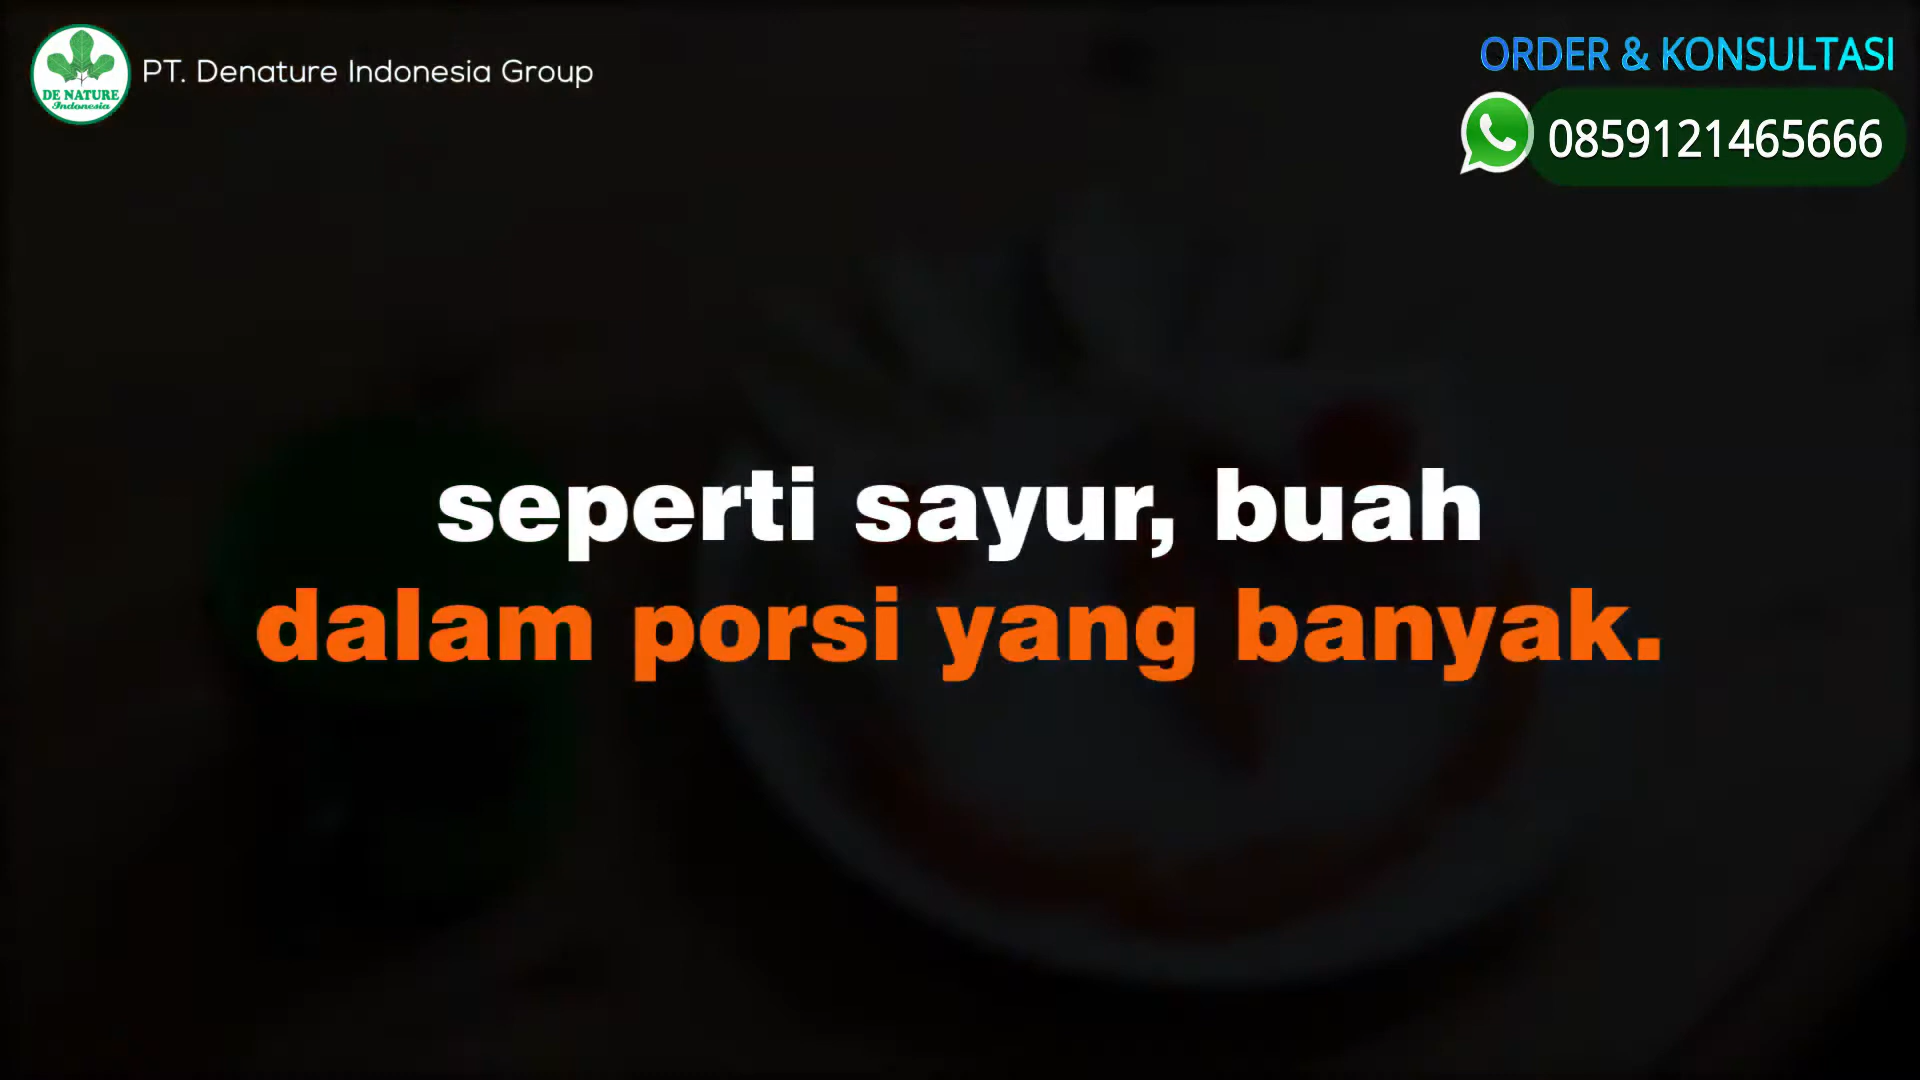 DE NATURE
Indonesia
PT. Denature Indonesia Group
ORDER & KONSULTASI
0859121465666
seperti sayur, buah
dalam porsi yang banyak.